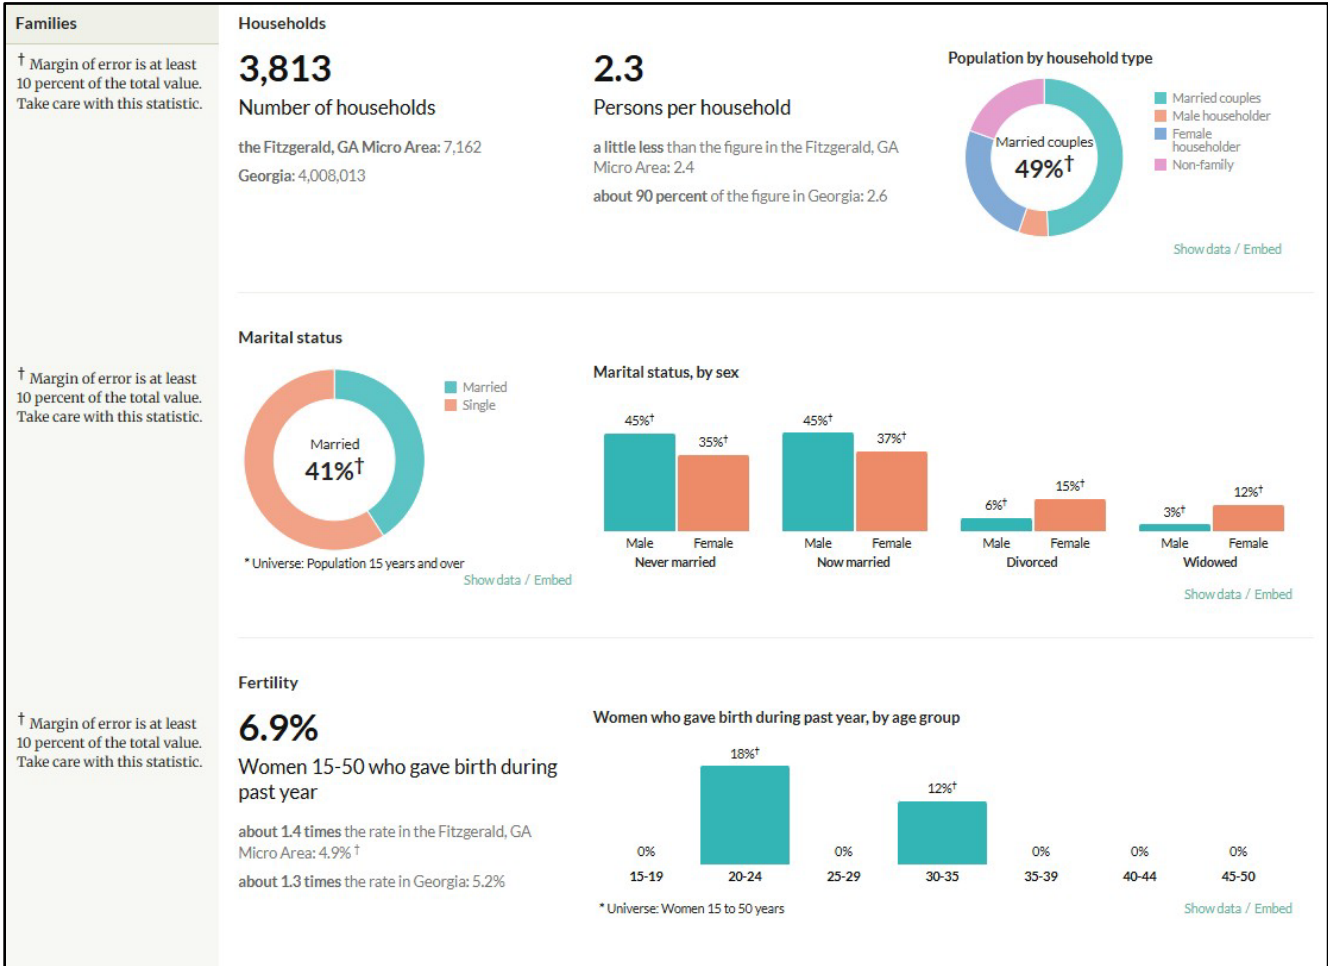 Families
† Margin of error is at least
10 percent of the total value.
Take care with this statistic.
Households
3,813
Number of households
the Fitzgerald, GA Micro Area: 7,162
Georgia: 4,008,013
2.3
Persons per household
a little less than the figure in the Fitzgerald, GA
Micro Area: 2.4
about 90 percent of the figure in Georgia: 2.6
Population by household type
Married couples
49%†
Married couples
Male householder
Female
householder
Non-family
Show data / Embed
† Margin of error is at least
10 percent of the total value.
Take care with this statistic.
Marital status
Married
41%†
Married
Single
* Universe: Population 15 years and over
Show data / Embed
Marital status, by sex
45%† 35%† 45%† 37%† 6%† 15%† 3%† 12%†
Male Female Male Female Male Female Male Female
Never married Now married Divorced Widowed
Show data / Embed
† Margin of error is at least
10 percent of the total value.
Take care with this statistic.
Fertility
6.9%
Women 15-50 who gave birth during
past year
about 1.4 times the rate in the Fitzgerald, GA
Micro Area: 4.9% †
about 1.3 times the rate in Georgia: 5.2%
Women who gave birth during past year, by age group
0% 18%† 0% 12%† 0% 0% 0%
15-19 20-24 25-29 30-35 35-39 40-44 45-50
* Universe: Women 15 to 50 years
Show data / Embed